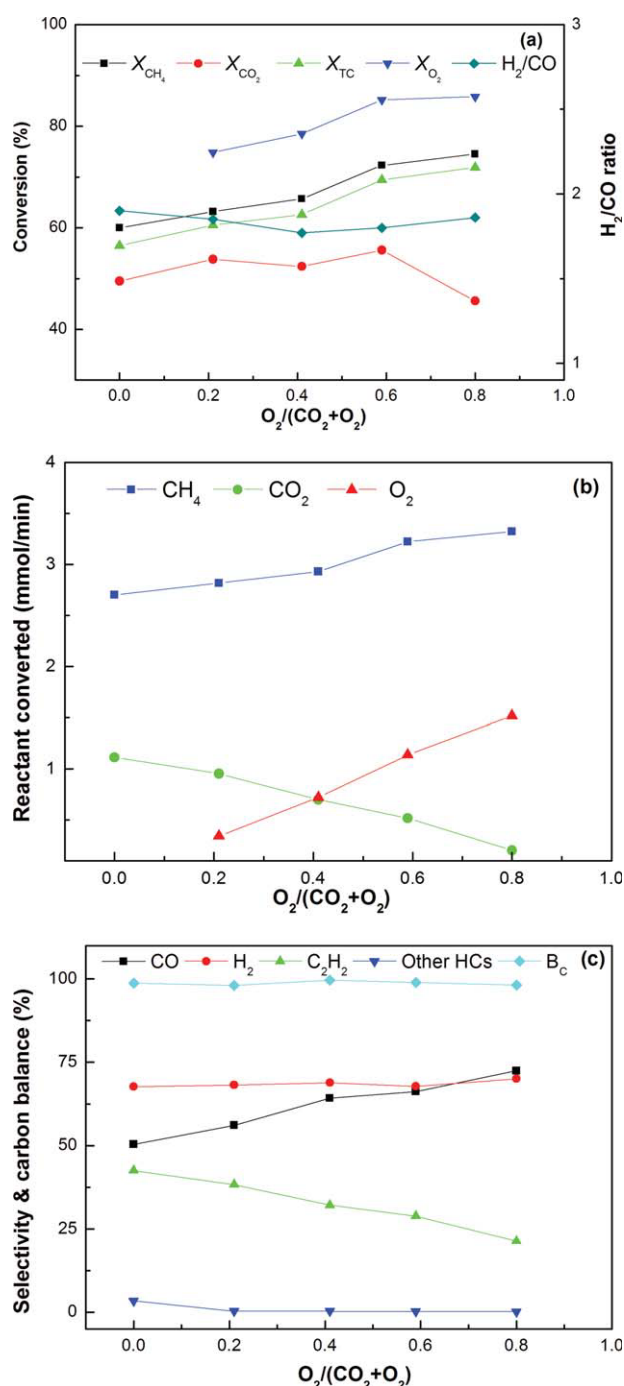 (a)
X_CH4 X_CO2 X_TC X_O2 H2/CO
Conversion (%)
100
80
60
40
H2/CO ratio
3
2
1
0.0 0.2 0.4 0.6 0.8 1.0
O2/(CO2+O2)
(b)
CH4 CO2 O2
Reactant converted (mmol/min)
4
3
2
1
0.0 0.2 0.4 0.6 0.8 1.0
O2/(CO2+O2)
CO H2 C2H2 Other HCs BC (c)
Selectivity & carbon balance (%)
100
75
50
25
0
0.0 0.2 0.4 0.6 0.8 1.0
O2/(CO2+O2)